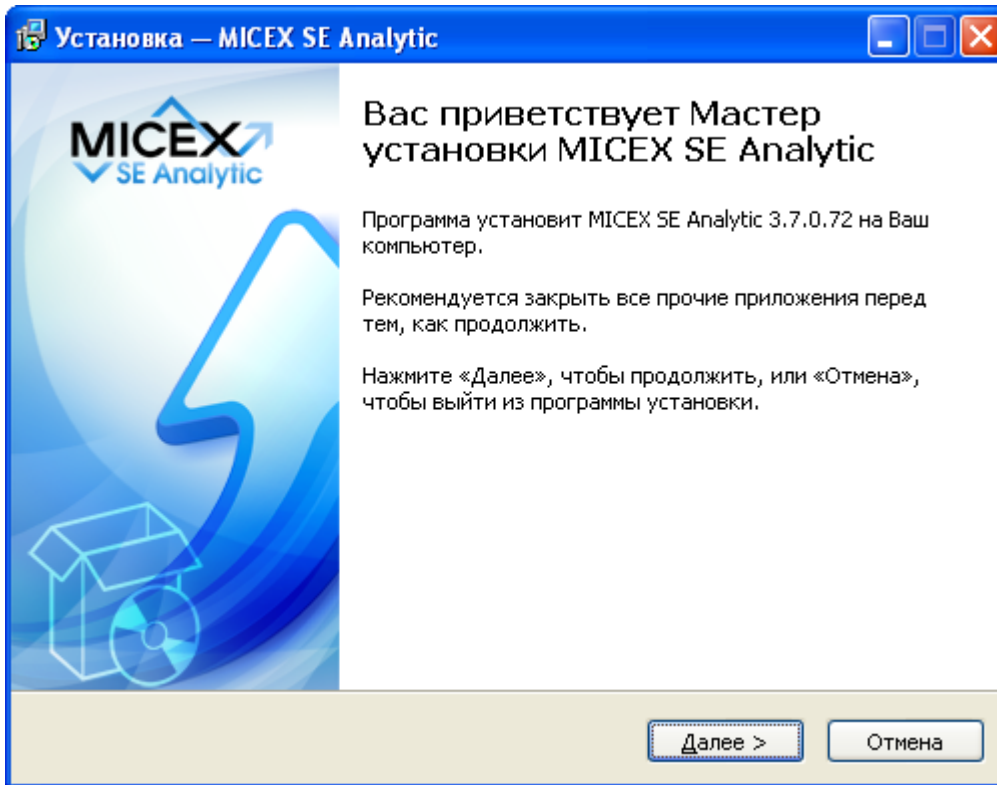 Установка — MICEX SE Analytic
MICEX
SE Analytic
Вас приветствует Мастер
установки MICEX SE Analytic
Программа установит MICEX SE Analytic 3.7.0.72 на Ваш
компьютер.
Рекомендуется закрыть все прочие приложения перед
тем, как продолжить.
Нажмите «Далее», чтобы продолжить, или «Отмена»,
чтобы выйти из программы установки.
Далее >
Отмена